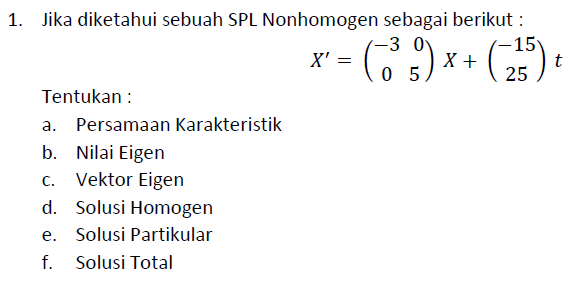 1. Jika diketahui sebuah SPL Nonhomogen sebagai berikut :
X′ = (−3 0
0 5) X + (−15
25) t
Tentukan :
a. Persamaan Karakteristik
b. Nilai Eigen
c. Vektor Eigen
d. Solusi Homogen
e. Solusi Partikular
f. Solusi Total